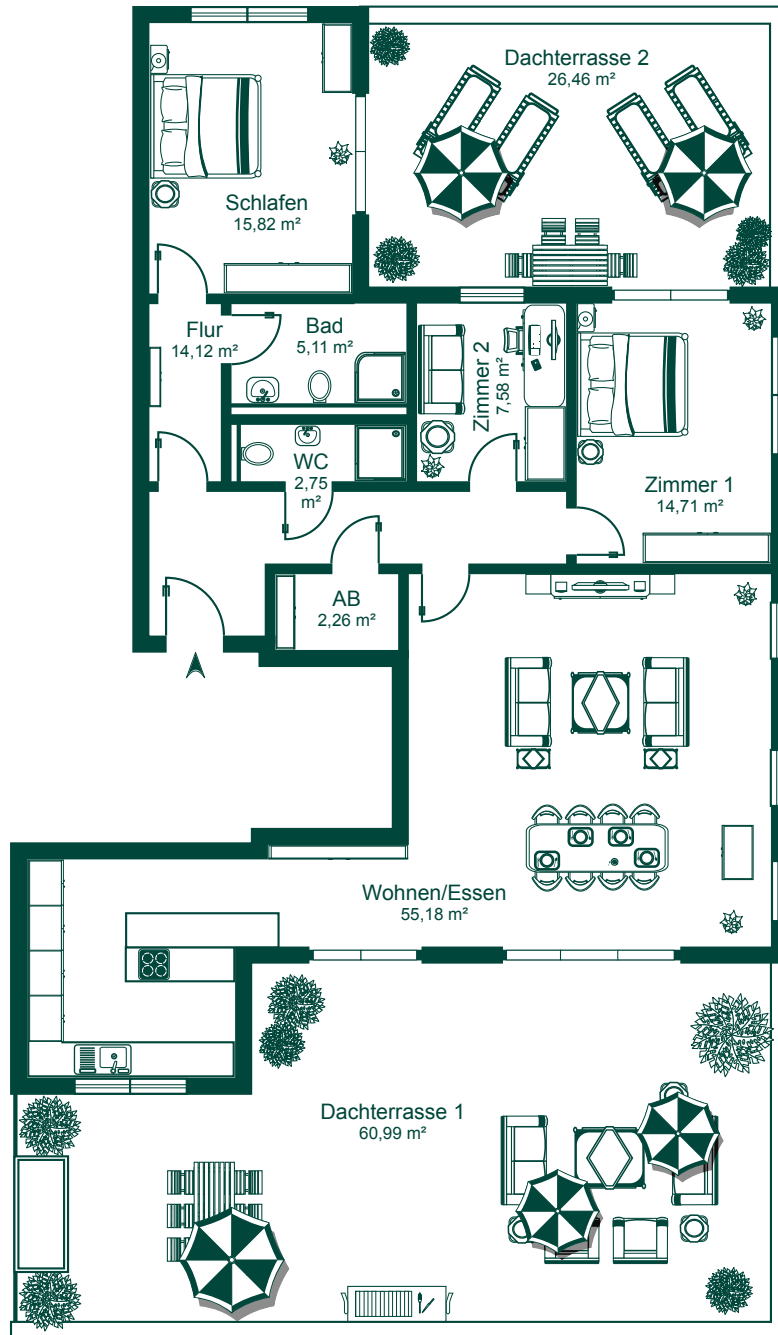 Dachterrasse 2
26,46 m²
Schlafen
15,82 m²
Flur
14,12 m²
Bad
5,11 m²
Zimmer 2
7,58 m²
WC
2,75
m²
Zimmer 1
14,71 m²
AB
2,26 m²
Wohnen/Essen
55,18 m²
Dachterrasse 1
60,99 m²